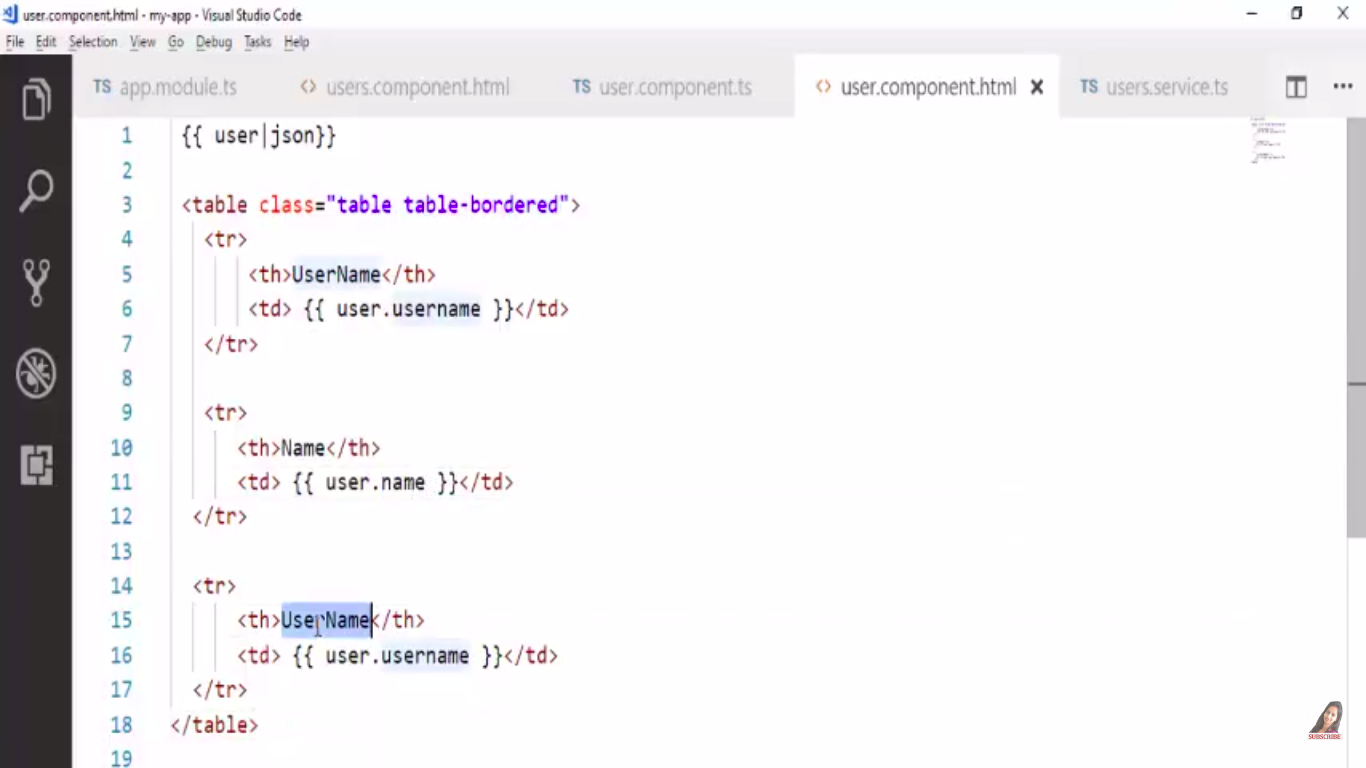 user.component.html - my-app - Visual Studio Code
File Edit Selection View Go Debug Tasks Help
TS app.module.ts <> users.component.html TS user.component.ts <> user.component.html TS users.service.ts
1 {{ user|json}}
2
3 <table class="table table-bordered">
4 <tr>
5 <th>UserName</th>
6 <td> {{ user.username }}</td>
7 </tr>
8
9 <tr>
10 <th>Name</th>
11 <td> {{ user.name }}</td>
12 </tr>
13
14 <tr>
15 <th>UserName</th>
16 <td> {{ user.username }}</td>
17 </tr>
18 </table>
19
SUBSCRIBE